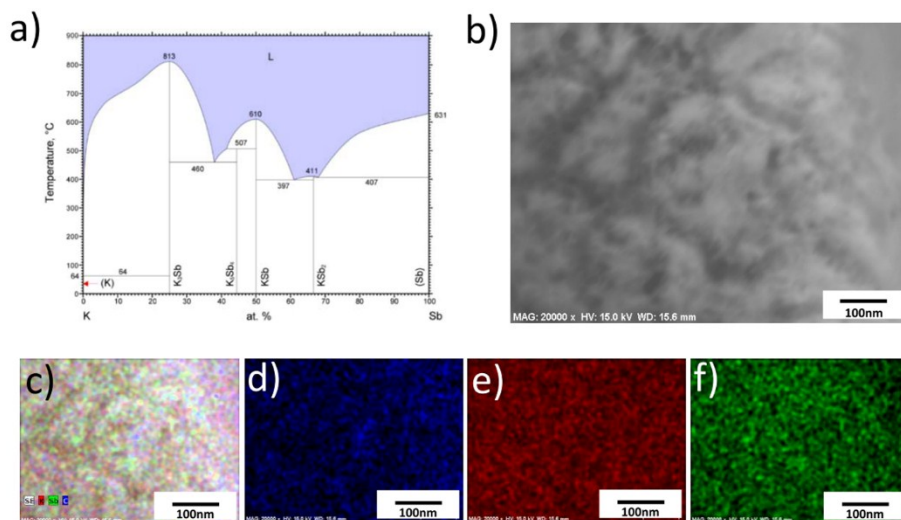 a)
b)
900
800
700
600
500
400
300
200
100
0
Temperature, °C
813
L
610
631
507
460
411
397
407
64
64
(K)
K₃Sb
K₅Sb₄
KSb
KSb₂
(Sb)
0 10 20 30 40 50 60 70 80 90 100
K at. % Sb
MAG: 20000 x HV: 15.0 kV WD: 15.6 mm
100nm
c)
d)
e)
f)
SE Sb C
100nm
100nm
100nm
100nm